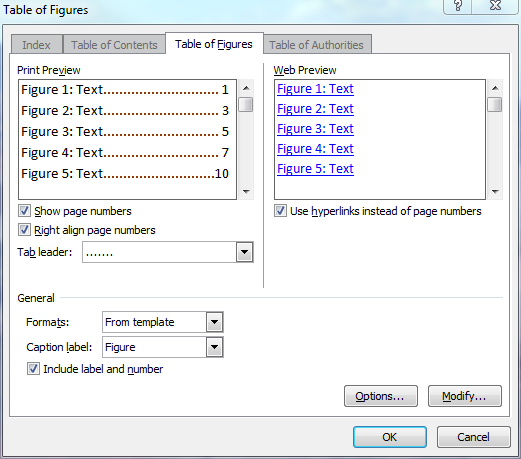 Table of Figures
?
Index
Table of Contents
Table of Figures
Table of Authorities
Print Preview
Figure 1: Text............................... 1
Figure 2: Text............................... 3
Figure 3: Text............................... 5
Figure 4: Text............................... 7
Figure 5: Text..............................10
Show page numbers
Right align page numbers
Tab leader: .......
Web Preview
Figure 1: Text
Figure 2: Text
Figure 3: Text
Figure 4: Text
Figure 5: Text
Use hyperlinks instead of page numbers
General
Formats: From template
Caption label: Figure
Include label and number
Options...
Modify...
OK
Cancel